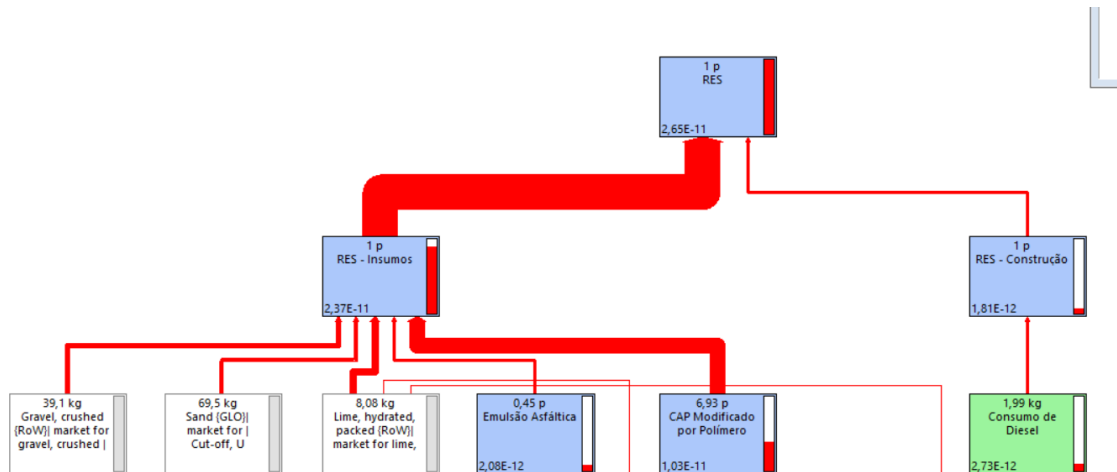 1 p
RES
2,65E-11
1 p
RES - Insumos
2,37E-11
1 p
RES - Construção
1,81E-12
39,1 kg
Gravel, crushed
{RoW}| market for
gravel, crushed |
69,5 kg
Sand {GLO}|
market for |
Cut-off, U
8,08 kg
Lime, hydrated,
packed {RoW}|
market for lime,
0,45 p
Emulsão Asfáltica
2,08E-12
6,93 p
CAP Modificado
por Polímero
1,03E-11
1,99 kg
Consumo de
Diesel
2,73E-12